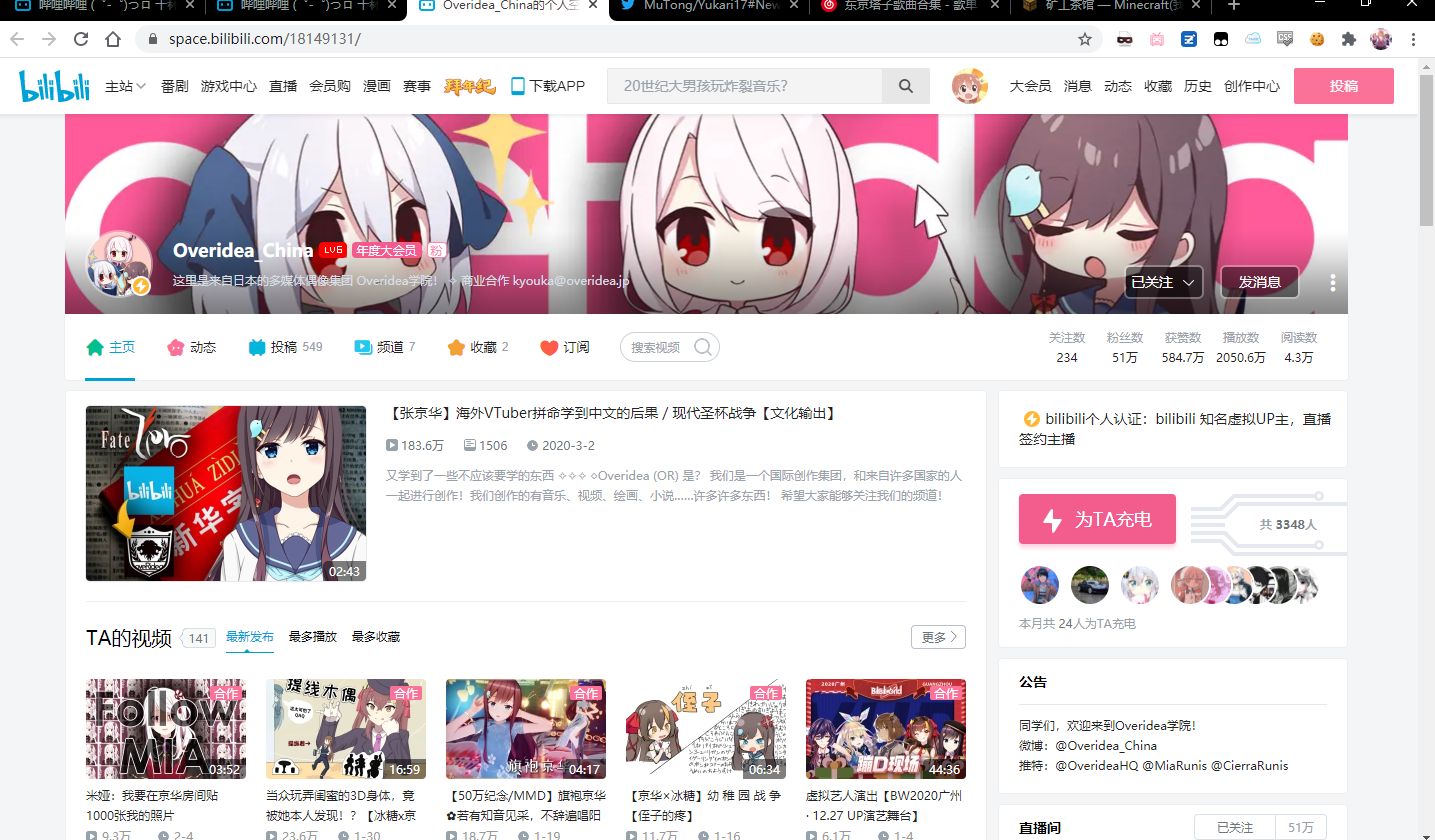 哔哩哔哩 ( ゜- ゜)つロ 干杯
哔哩哔哩 ( ゜- ゜)つロ 干杯
Overidea_China的个人空
MuTong/Yukari17#New
东京塔子歌曲合集 - 歌单
矿工茶馆 — Minecraft(我
space.bilibili.com/18149131/
bilibili
主站
番剧
游戏中心
直播
会员购
漫画
赛事
拜年纪
下载APP
20世纪大男孩玩炸裂音乐?
大会员
消息
动态
收藏
历史
创作中心
投稿
Overidea_China
LV6
年度大会员
粉
这里是来自日本的多媒体偶像集团 Overidea学院！ ✧ 商业合作 kyouka@overidea.jp
已关注
发消息
主页
动态
投稿 549
频道 7
收藏 2
订阅
搜索视频
关注数
粉丝数
获赞数
播放数
阅读数
234
51万
584.7万
2050.6万
4.3万
Fate/Zero
XINHUA ZIDI
新华字
bilibili
02:43
【张京华】海外VTuber拼命学到中文的后果 / 现代圣杯战争【文化输出】
183.6万
1506
2020-3-2
又学到了一些不应该要学的东西 ✧✧✧ ⋄Overidea (OR) 是？ 我们是一个国际创作集团，和来自许多国家的人
一起进行创作！我们创作的有音乐、视频、绘画、小说……许多许多东西！ 希望大家能够关注我们的频道！
bilibili个人认证：bilibili 知名虚拟UP主，直播
签约主播
为TA充电
共 3348人
本月共 24人为TA充电
TA的视频
141
最新发布
最多播放
最多收藏
更多
Follow
MIA
合作
03:52
提线木偶
合作
16:59
合作
旗袍京
04:17
zhí zi
侄子
合作
06:34
2020·广州
BiliBili World
GUANGZHOU
合作
蹦D现场
44:36
米娅：我要在京华房间贴
1000张我的照片
9.3万
2-4
当众玩弄闺蜜的3D身体，竟
被她本人发现！？【冰糖x京
23.6万
1-30
【50万纪念/MMD】旗袍京华
✿若有知音见采，不辞遍唱阳
18.7万
1-19
【京华×冰糖】幼 稚 园 战 争
【侄子的疼】
11.7万
1-16
虚拟艺人演出【BW2020广州
· 12.27 UP演艺舞台】
6.1万
1-4
公告
同学们，欢迎来到Overidea学院！
微博：@Overidea_China
推特：@OverideaHQ @MiaRunis @CierraRunis
直播间
已关注
51万